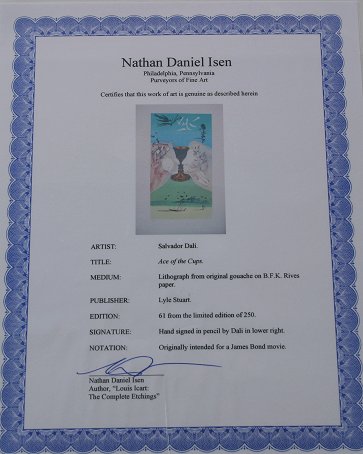 Nathan Daniel Isen
Philadelphia, Pennsylvania
Purveyors of Fine Art
Certifies that this work of art is genuine as described herein
ARTIST: Salvador Dali.
TITLE: Ace of the Cups.
MEDIUM: Lithograph from original gouache on B.F.K. Rives
paper.
PUBLISHER: Lyle Stuart.
EDITION: 61 from the limited edition of 250.
SIGNATURE: Hand signed in pencil by Dali in lower right.
NOTATION: Originally intended for a James Bond movie.
Nathan Daniel Isen
Author, "Louis Icart:
The Complete Etchings"